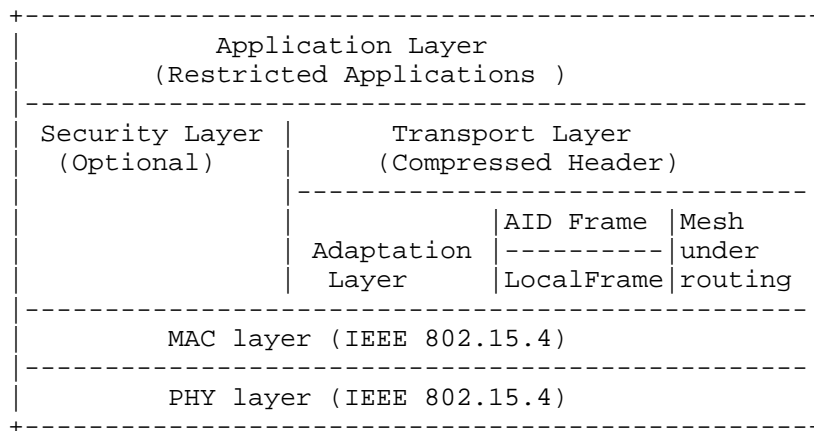 Application Layer
(Restricted Applications )
Security Layer | Transport Layer
(Optional) | (Compressed Header)
|AID Frame |Mesh
Adaptation |----------|under
Layer |LocalFrame|routing
MAC layer (IEEE 802.15.4)
PHY layer (IEEE 802.15.4)